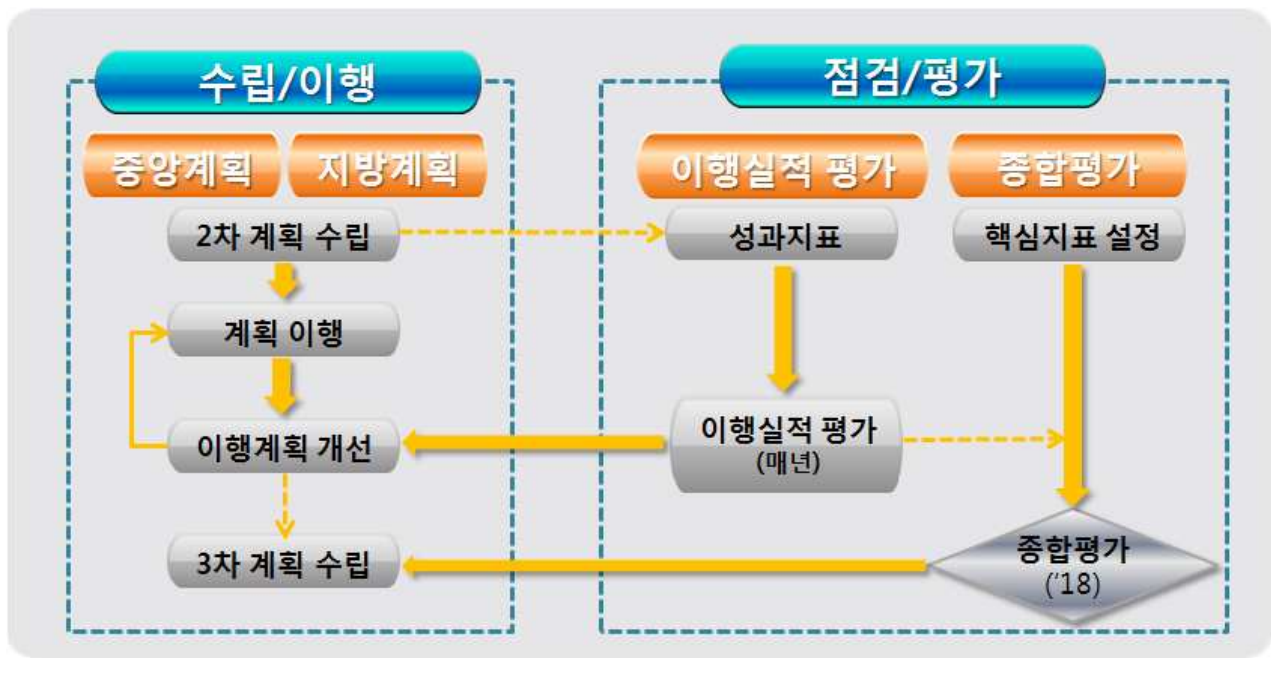 수립/이행
중앙계획
지방계획
2차 계획 수립
계획 이행
이행계획 개선
3차 계획 수립
점검/평가
이행실적 평가
종합평가
성과지표
핵심지표 설정
이행실적 평가
(매년)
종합평가
(‘18)